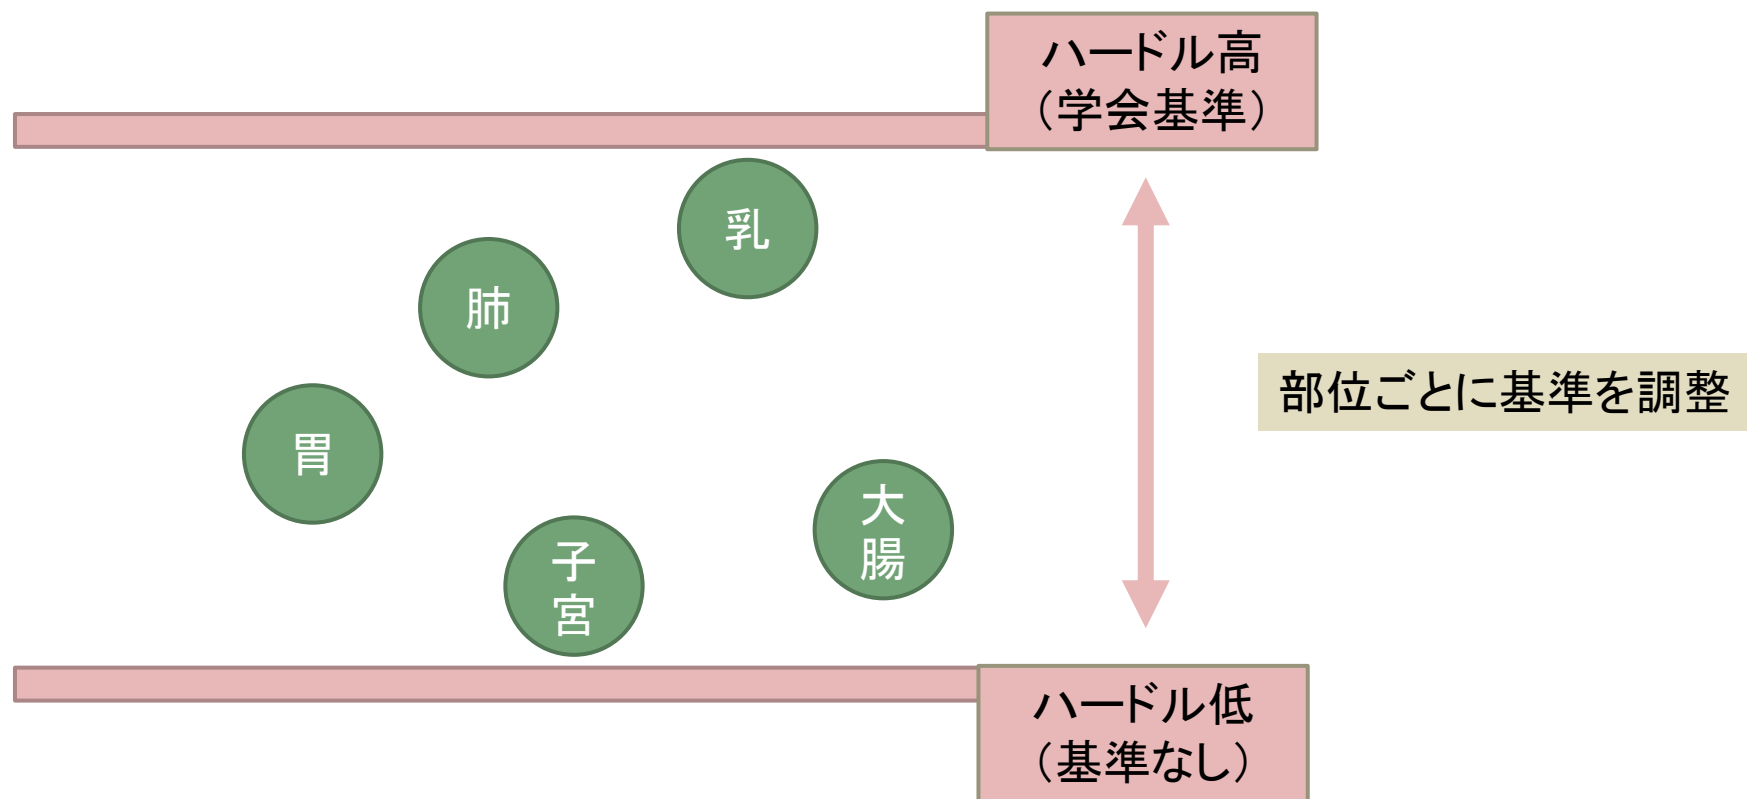 ハードル高
（学会基準）
乳
肺
部位ごとに基準を調整
胃
大
腸
子
宮
ハードル低
（基準なし）